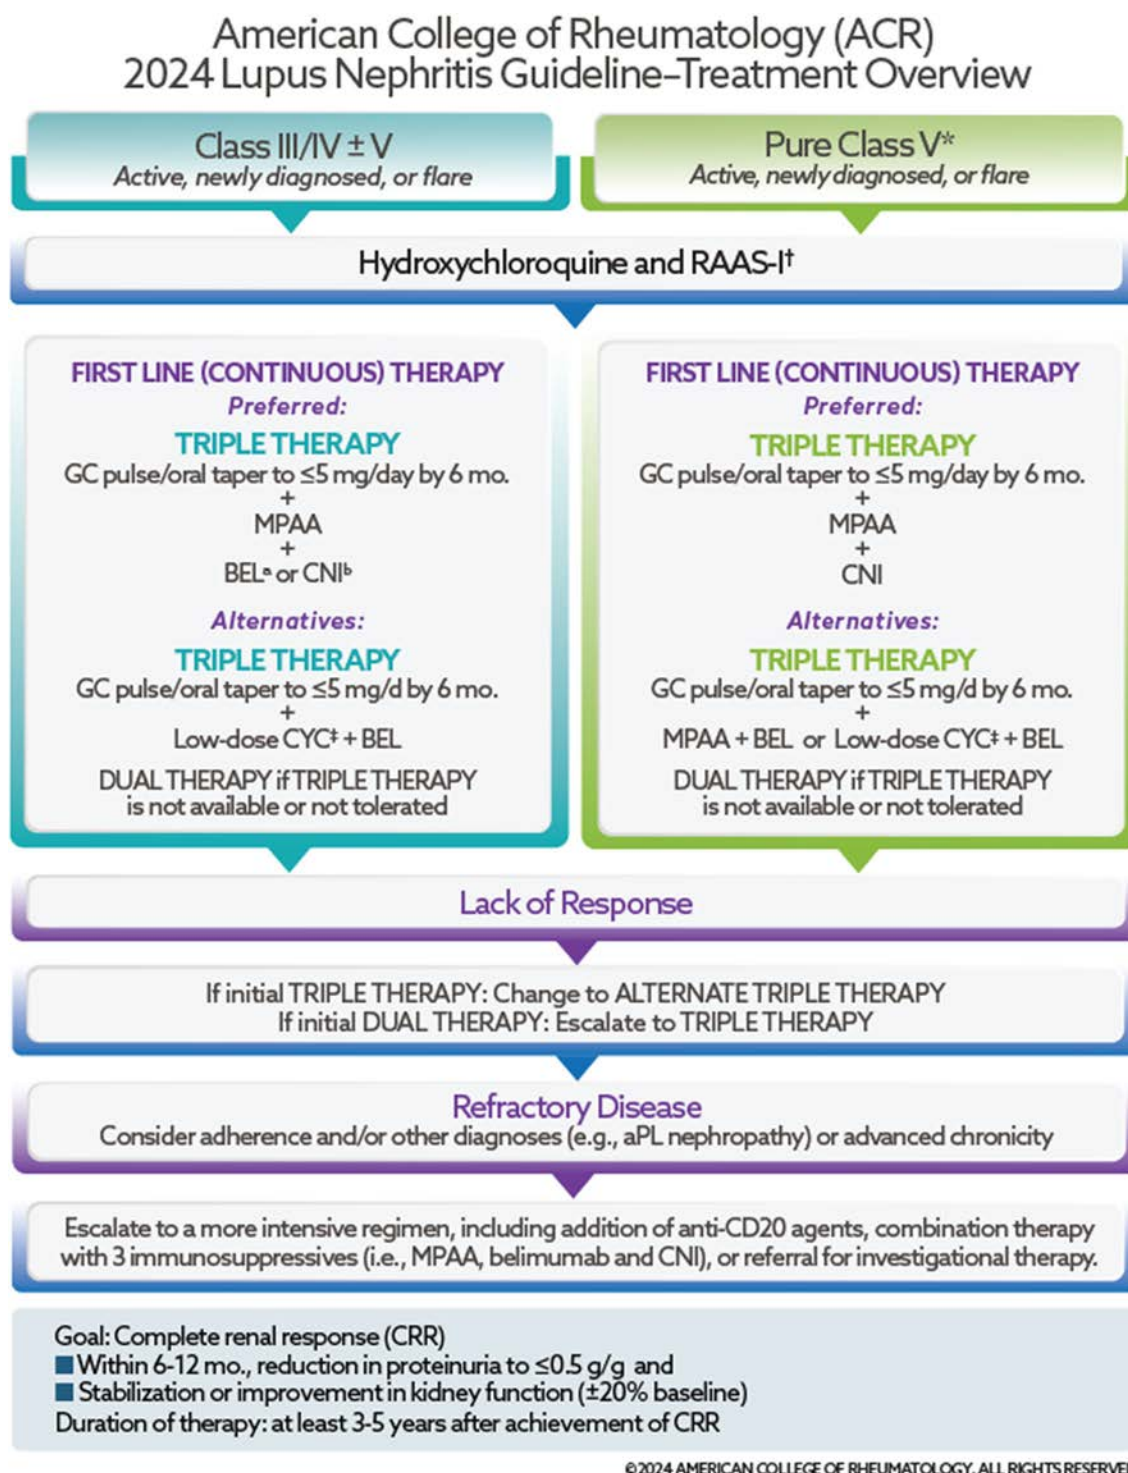 American College of Rheumatology (ACR)
2024 Lupus Nephritis Guideline–Treatment Overview
Class III/IV ± V
Active, newly diagnosed, or flare
Pure Class V*
Active, newly diagnosed, or flare
Hydroxychloroquine and RAAS-I†
FIRST LINE (CONTINUOUS) THERAPY
Preferred:
TRIPLE THERAPY
GC pulse/oral taper to ≤5 mg/day by 6 mo.
+
MPAA
+
BELᵃ or CNIᵇ
Alternatives:
TRIPLE THERAPY
GC pulse/oral taper to ≤5 mg/d by 6 mo.
+
Low-dose CYC‡ + BEL
DUAL THERAPY if TRIPLE THERAPY
is not available or not tolerated
FIRST LINE (CONTINUOUS) THERAPY
Preferred:
TRIPLE THERAPY
GC pulse/oral taper to ≤5 mg/day by 6 mo.
+
MPAA
+
CNI
Alternatives:
TRIPLE THERAPY
GC pulse/oral taper to ≤5 mg/d by 6 mo.
+
MPAA + BEL or Low-dose CYC‡ + BEL
DUAL THERAPY if TRIPLE THERAPY
is not available or not tolerated
Lack of Response
If initial TRIPLE THERAPY: Change to ALTERNATE TRIPLE THERAPY
If initial DUAL THERAPY: Escalate to TRIPLE THERAPY
Refractory Disease
Consider adherence and/or other diagnoses (e.g., aPL nephropathy) or advanced chronicity
Escalate to a more intensive regimen, including addition of anti-CD20 agents, combination therapy
with 3 immunosuppressives (i.e., MPAA, belimumab and CNI), or referral for investigational therapy.
Goal: Complete renal response (CRR)
■ Within 6-12 mo., reduction in proteinuria to ≤0.5 g/g and
■ Stabilization or improvement in kidney function (±20% baseline)
Duration of therapy: at least 3-5 years after achievement of CRR
©2024 AMERICAN COLLEGE OF RHEUMATOLOGY. ALL RIGHTS